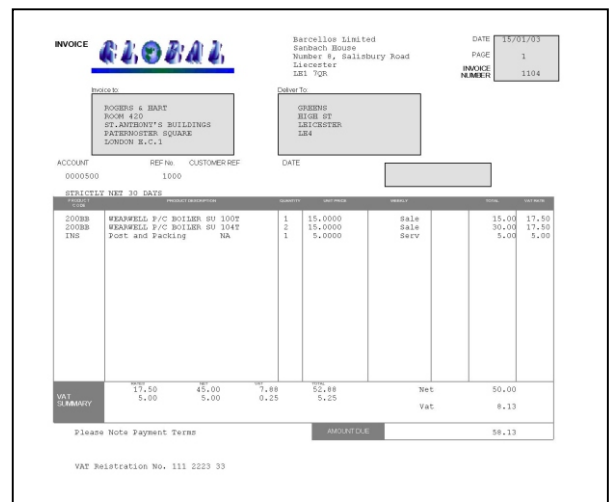 INVOICE
GLOBAL
Barcellos Limited
Sanbach House
Number 8, Salisbury Road
Liecester
LE1 7QR
DATE 15/01/03
PAGE 1
INVOICE NUMBER 1104
Invoice to:
ROGERS & HART
ROOM 420
ST.ANTHONY'S BUILDINGS
PATERNOSTER SQUARE
LONDON E.C.1
Deliver To:
GREENS
HIGH ST
LEICESTER
LE4
ACCOUNT REF No. CUSTOMER REF DATE
0000500 1000
STRICTLY NET 30 DAYS
PRODUCT CODE PRODUCT DESCRIPTION QUANTITY UNIT PRICE WEEKLY TOTAL VAT RATE
200BB WEARWELL P/C BOILER SU 100T 1 15.0000 Sale 15.00 17.50
200BB WEARWELL P/C BOILER SU 104T 2 15.0000 Sale 30.00 17.50
INS Post and Packing NA 1 5.0000 Serv 5.00 5.00
VAT SUMMARY
NET VAT TOTAL
17.50 45.00 7.88 52.88 Net 50.00
5.00 5.00 0.25 5.25
Vat 8.13
Please Note Payment Terms AMOUNT DUE 58.13
VAT Reistration No. 111 2223 33